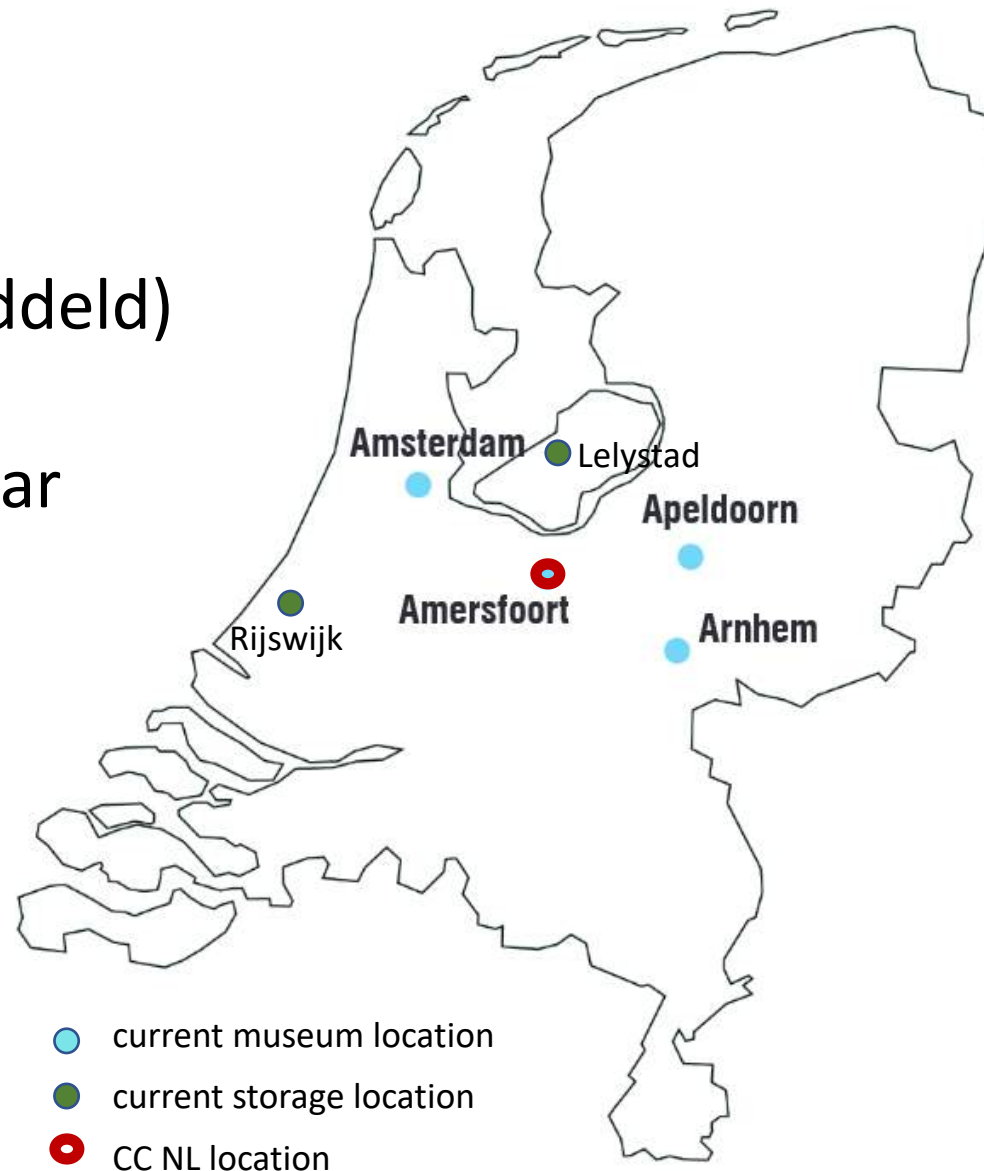 ddeld)
ar
Amsterdam
Lelystad
Apeldoorn
Amersfoort
Rijswijk
Arnhem
current museum location
current storage location
CC NL location